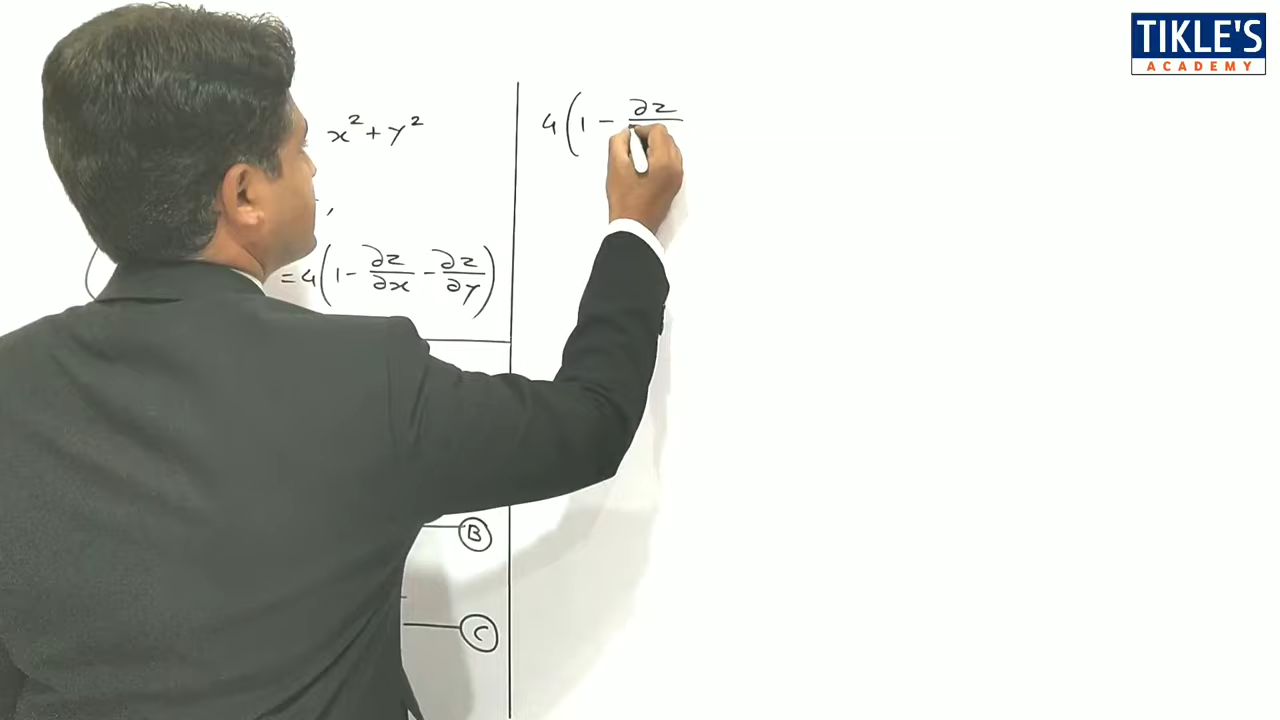 TIKLE'S
ACADEMY
x² + y²
,
= 4(1 - ∂z/∂x - ∂z/∂y)
B
C
4(1 - ∂z